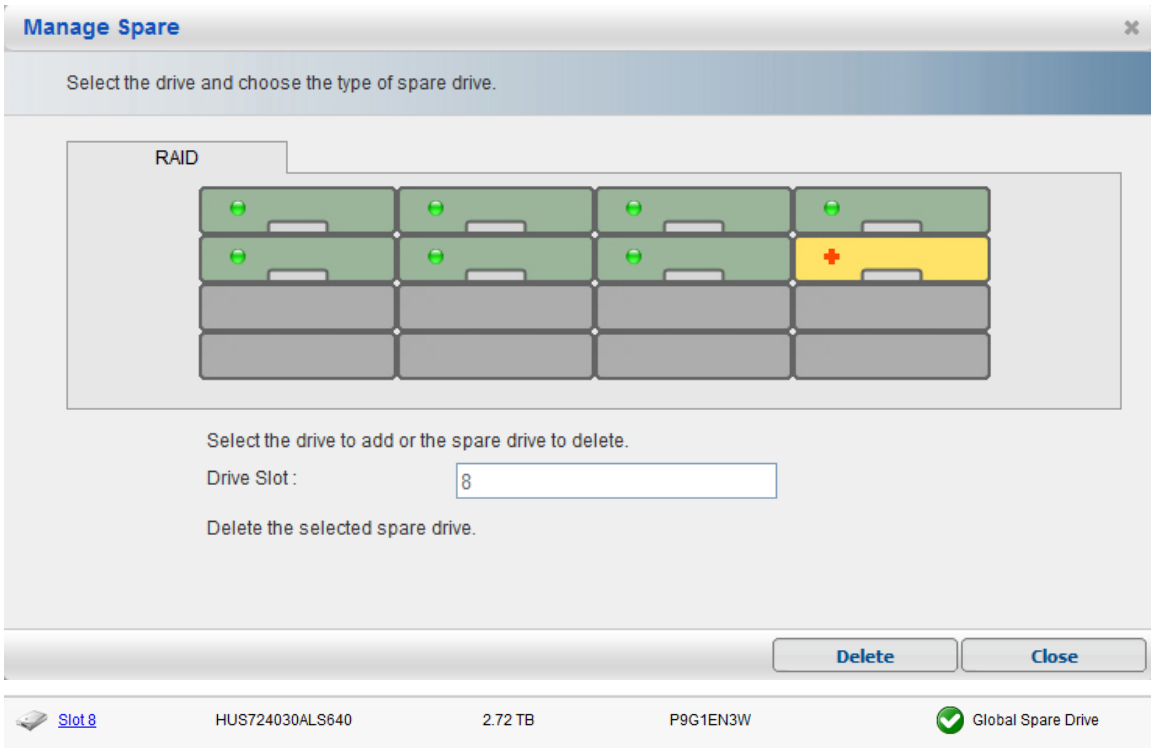 Manage Spare
Select the drive and choose the type of spare drive.
RAID
Select the drive to add or the spare drive to delete.
Drive Slot : 8
Delete the selected spare drive.
Delete Close
Slot 8 HUS724030ALS640 2.72 TB P9G1EN3W Global Spare Drive